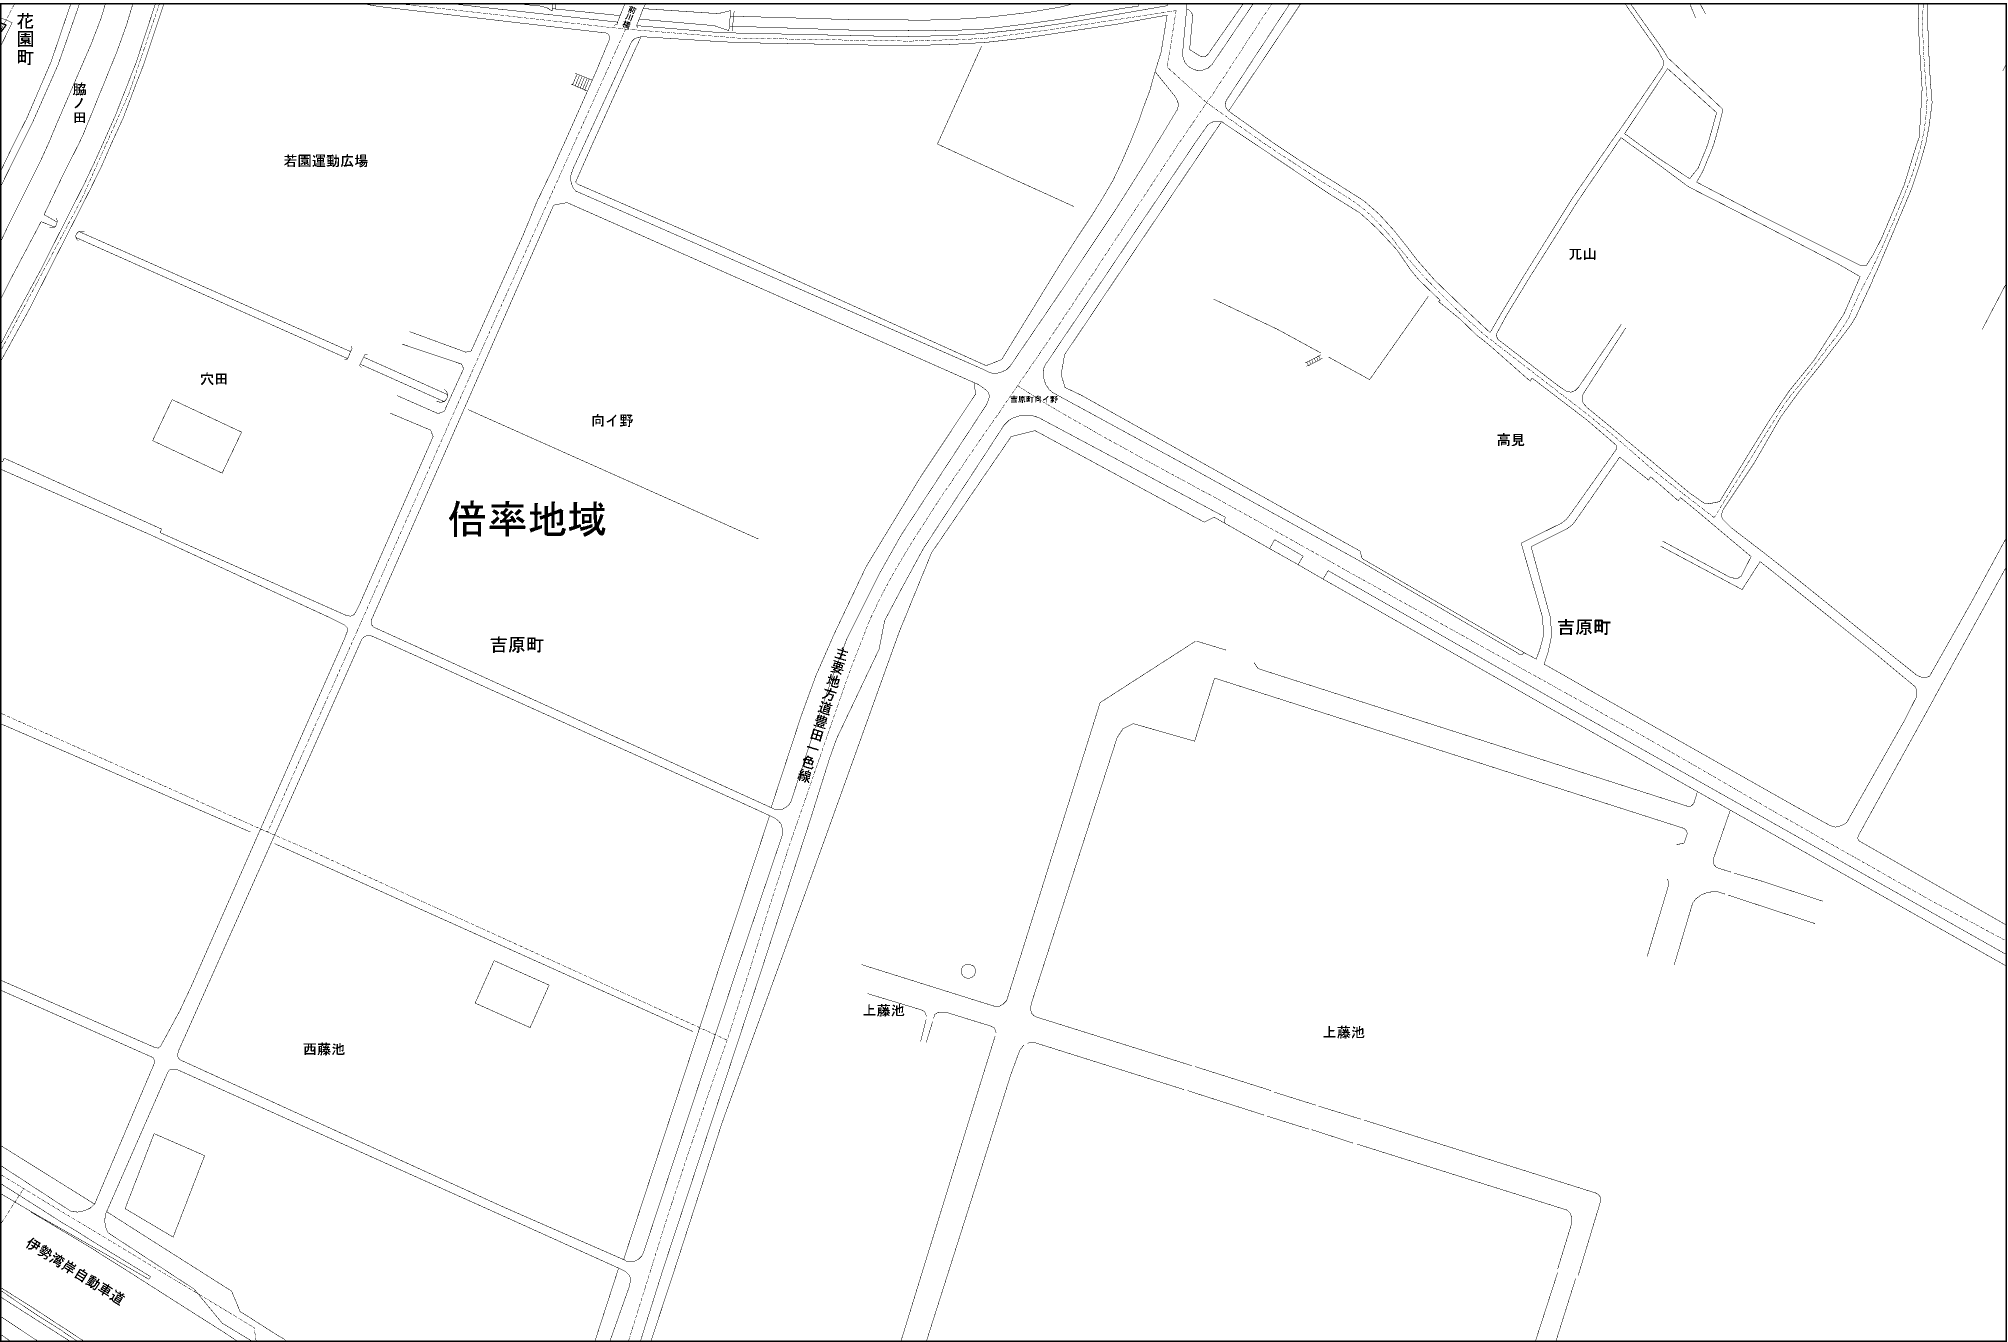 花園町
脇ノ田
新川橋
若園運動広場
兀山
穴田
吉原町向イ野
向イ野
高見
倍率地域
吉原町
吉原町
主要地方道豊田一色線
上藤池
上藤池
西藤池
伊勢湾岸自動車道